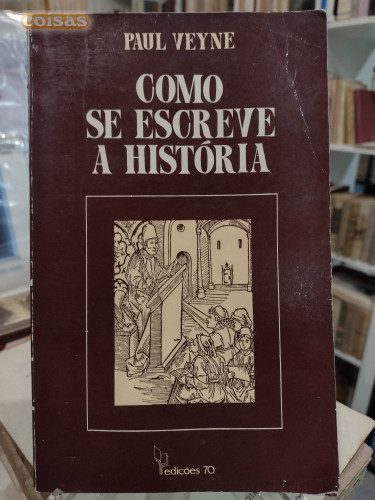 coisas
PAUL VEYNE
COMO
SE ESCREVE
A HISTÓRIA
edições 70